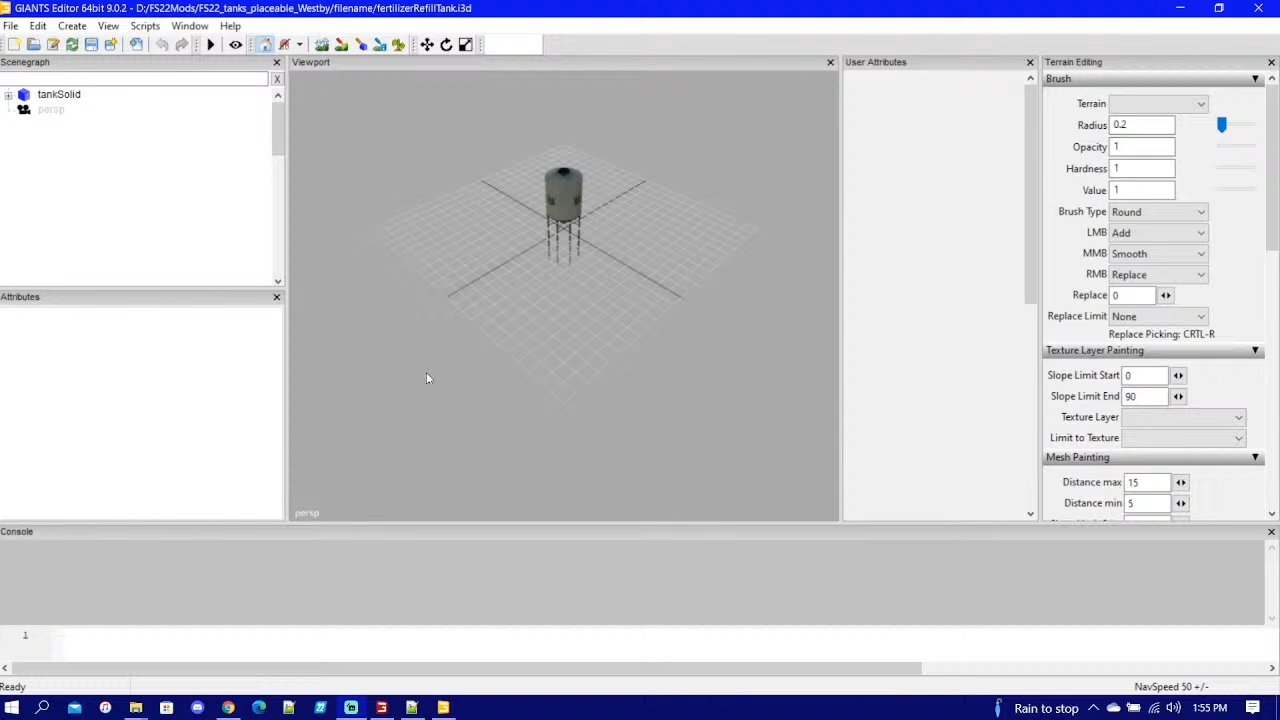 GIANTS Editor 64bit 9.0.2 - D:/FS22Mods/FS22_tanks_placeable_Westby/filename/fertilizerRefillTank.i3d
File Edit Create View Scripts Window Help
Scenegraph
X
tankSolid
persp
Attributes
Viewport
persp
User Attributes
Terrain Editing
Brush
Terrain
Radius 0.2
Opacity 1
Hardness 1
Value 1
Brush Type Round
LMB Add
MMB Smooth
RMB Replace
Replace 0
Replace Limit None
Replace Picking: CRTL-R
Texture Layer Painting
Slope Limit Start 0
Slope Limit End 90
Texture Layer
Limit to Texture
Mesh Painting
Distance max 15
Distance min 5
Console
1
Ready
NavSpeed 50 +/-
Rain to stop
1:55 PM